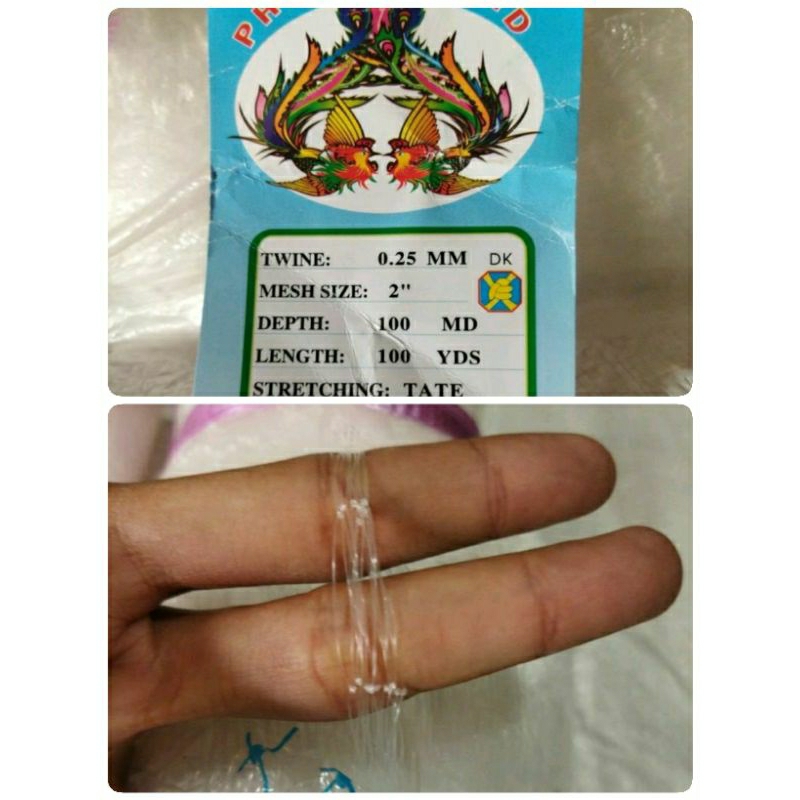 TWINE: 0.25 MM DK
MESH SIZE: 2"
DEPTH: 100 MD
LENGTH: 100 YDS
STRETCHING: TATE